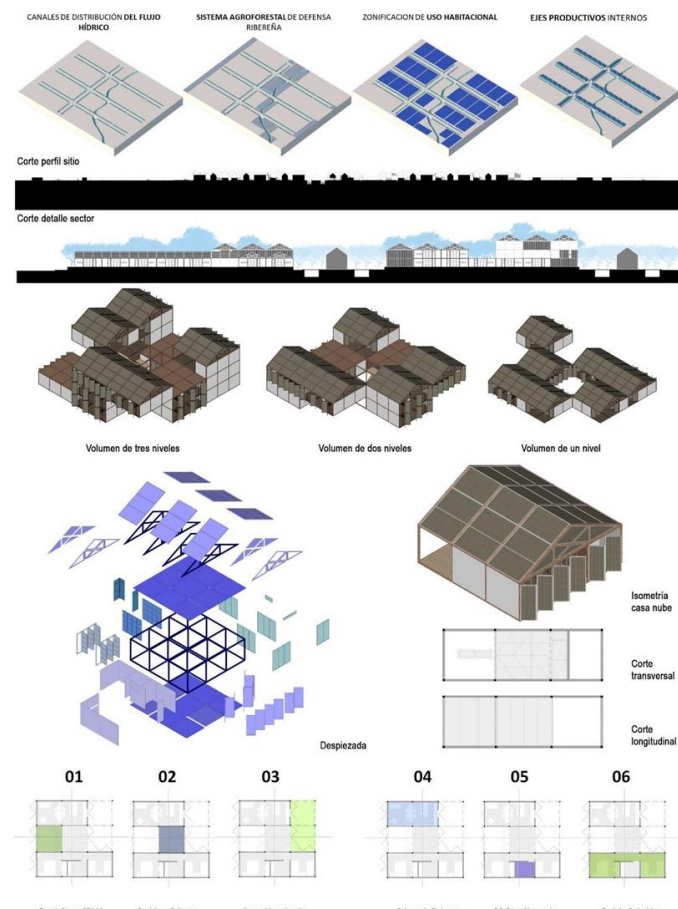 CANALES DE DISTRIBUCIÓN DEL FLUJO
HÍDRICO
SISTEMA AGROFORESTAL DE DEFENSA
RIBEREÑA
ZONIFICACION DE USO HABITACIONAL
EJES PRODUCTIVOS INTERNOS
Corte perfil sitio
Corte detalle sector
Volumen de tres niveles
Volumen de dos niveles
Volumen de un nivel
Isometría
casa nube
Corte
transversal
Corte
longitudinal
Despiezada
01
02
03
04
05
06